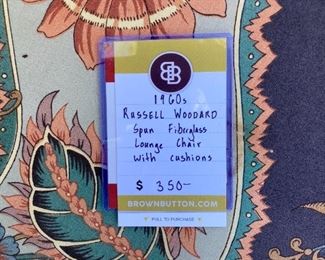 BB
1960s
RUSSELL WOODARD
Spun Fiberglass
Lounge Chair
with cushions
$ 350-
BROWNBUTTON.COM
PULL TO PURCHASE